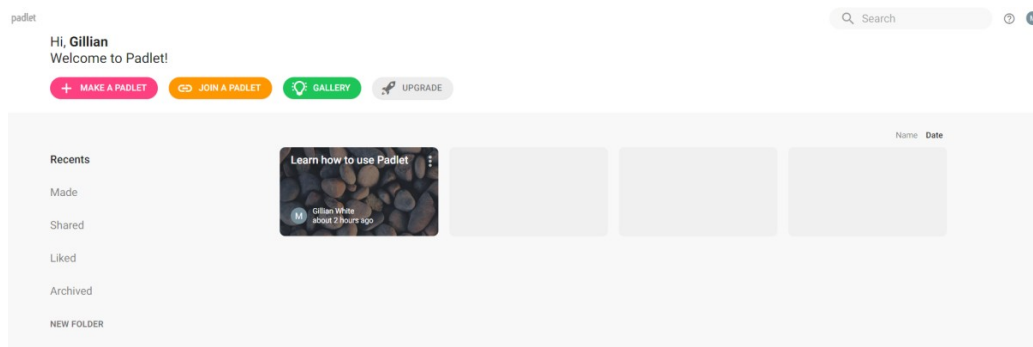 padlet
Search
Hi, Gillian
Welcome to Padlet!
MAKE A PADLET
JOIN A PADLET
GALLERY
UPGRADE
Name Date
Recents
Made
Shared
Liked
Archived
NEW FOLDER
Learn how to use Padlet
M
Gillian White
about 2 hours ago